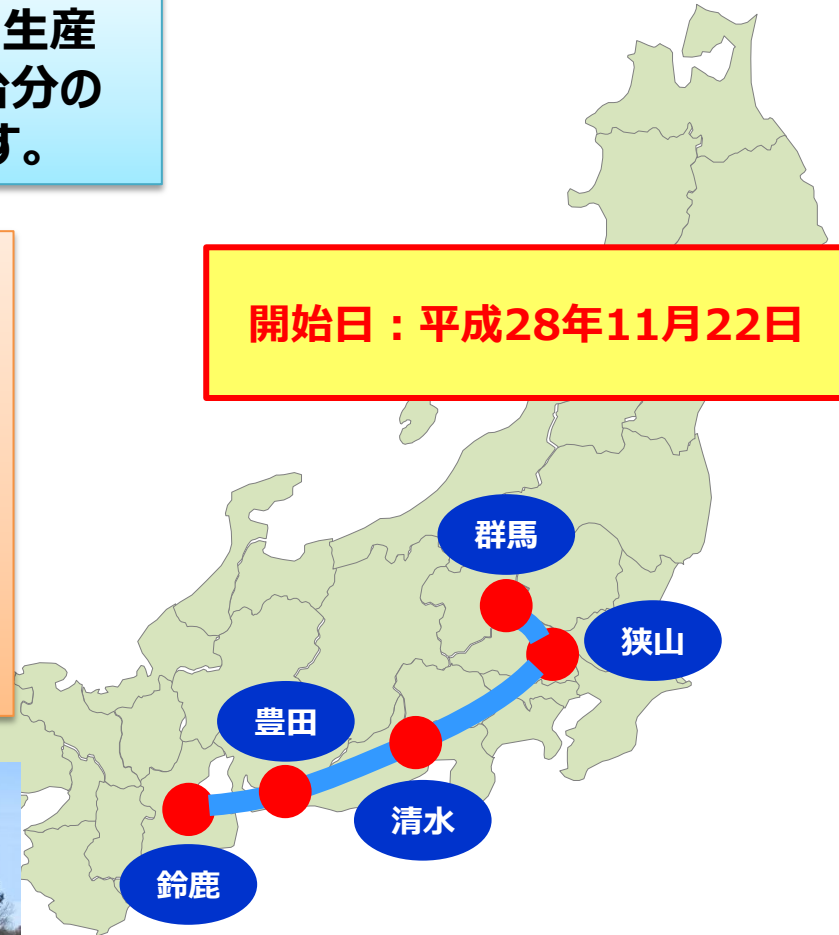 生産
台分の
す。
開始日：平成28年11月22日
群馬
狭山
豊田
清水
鈴鹿